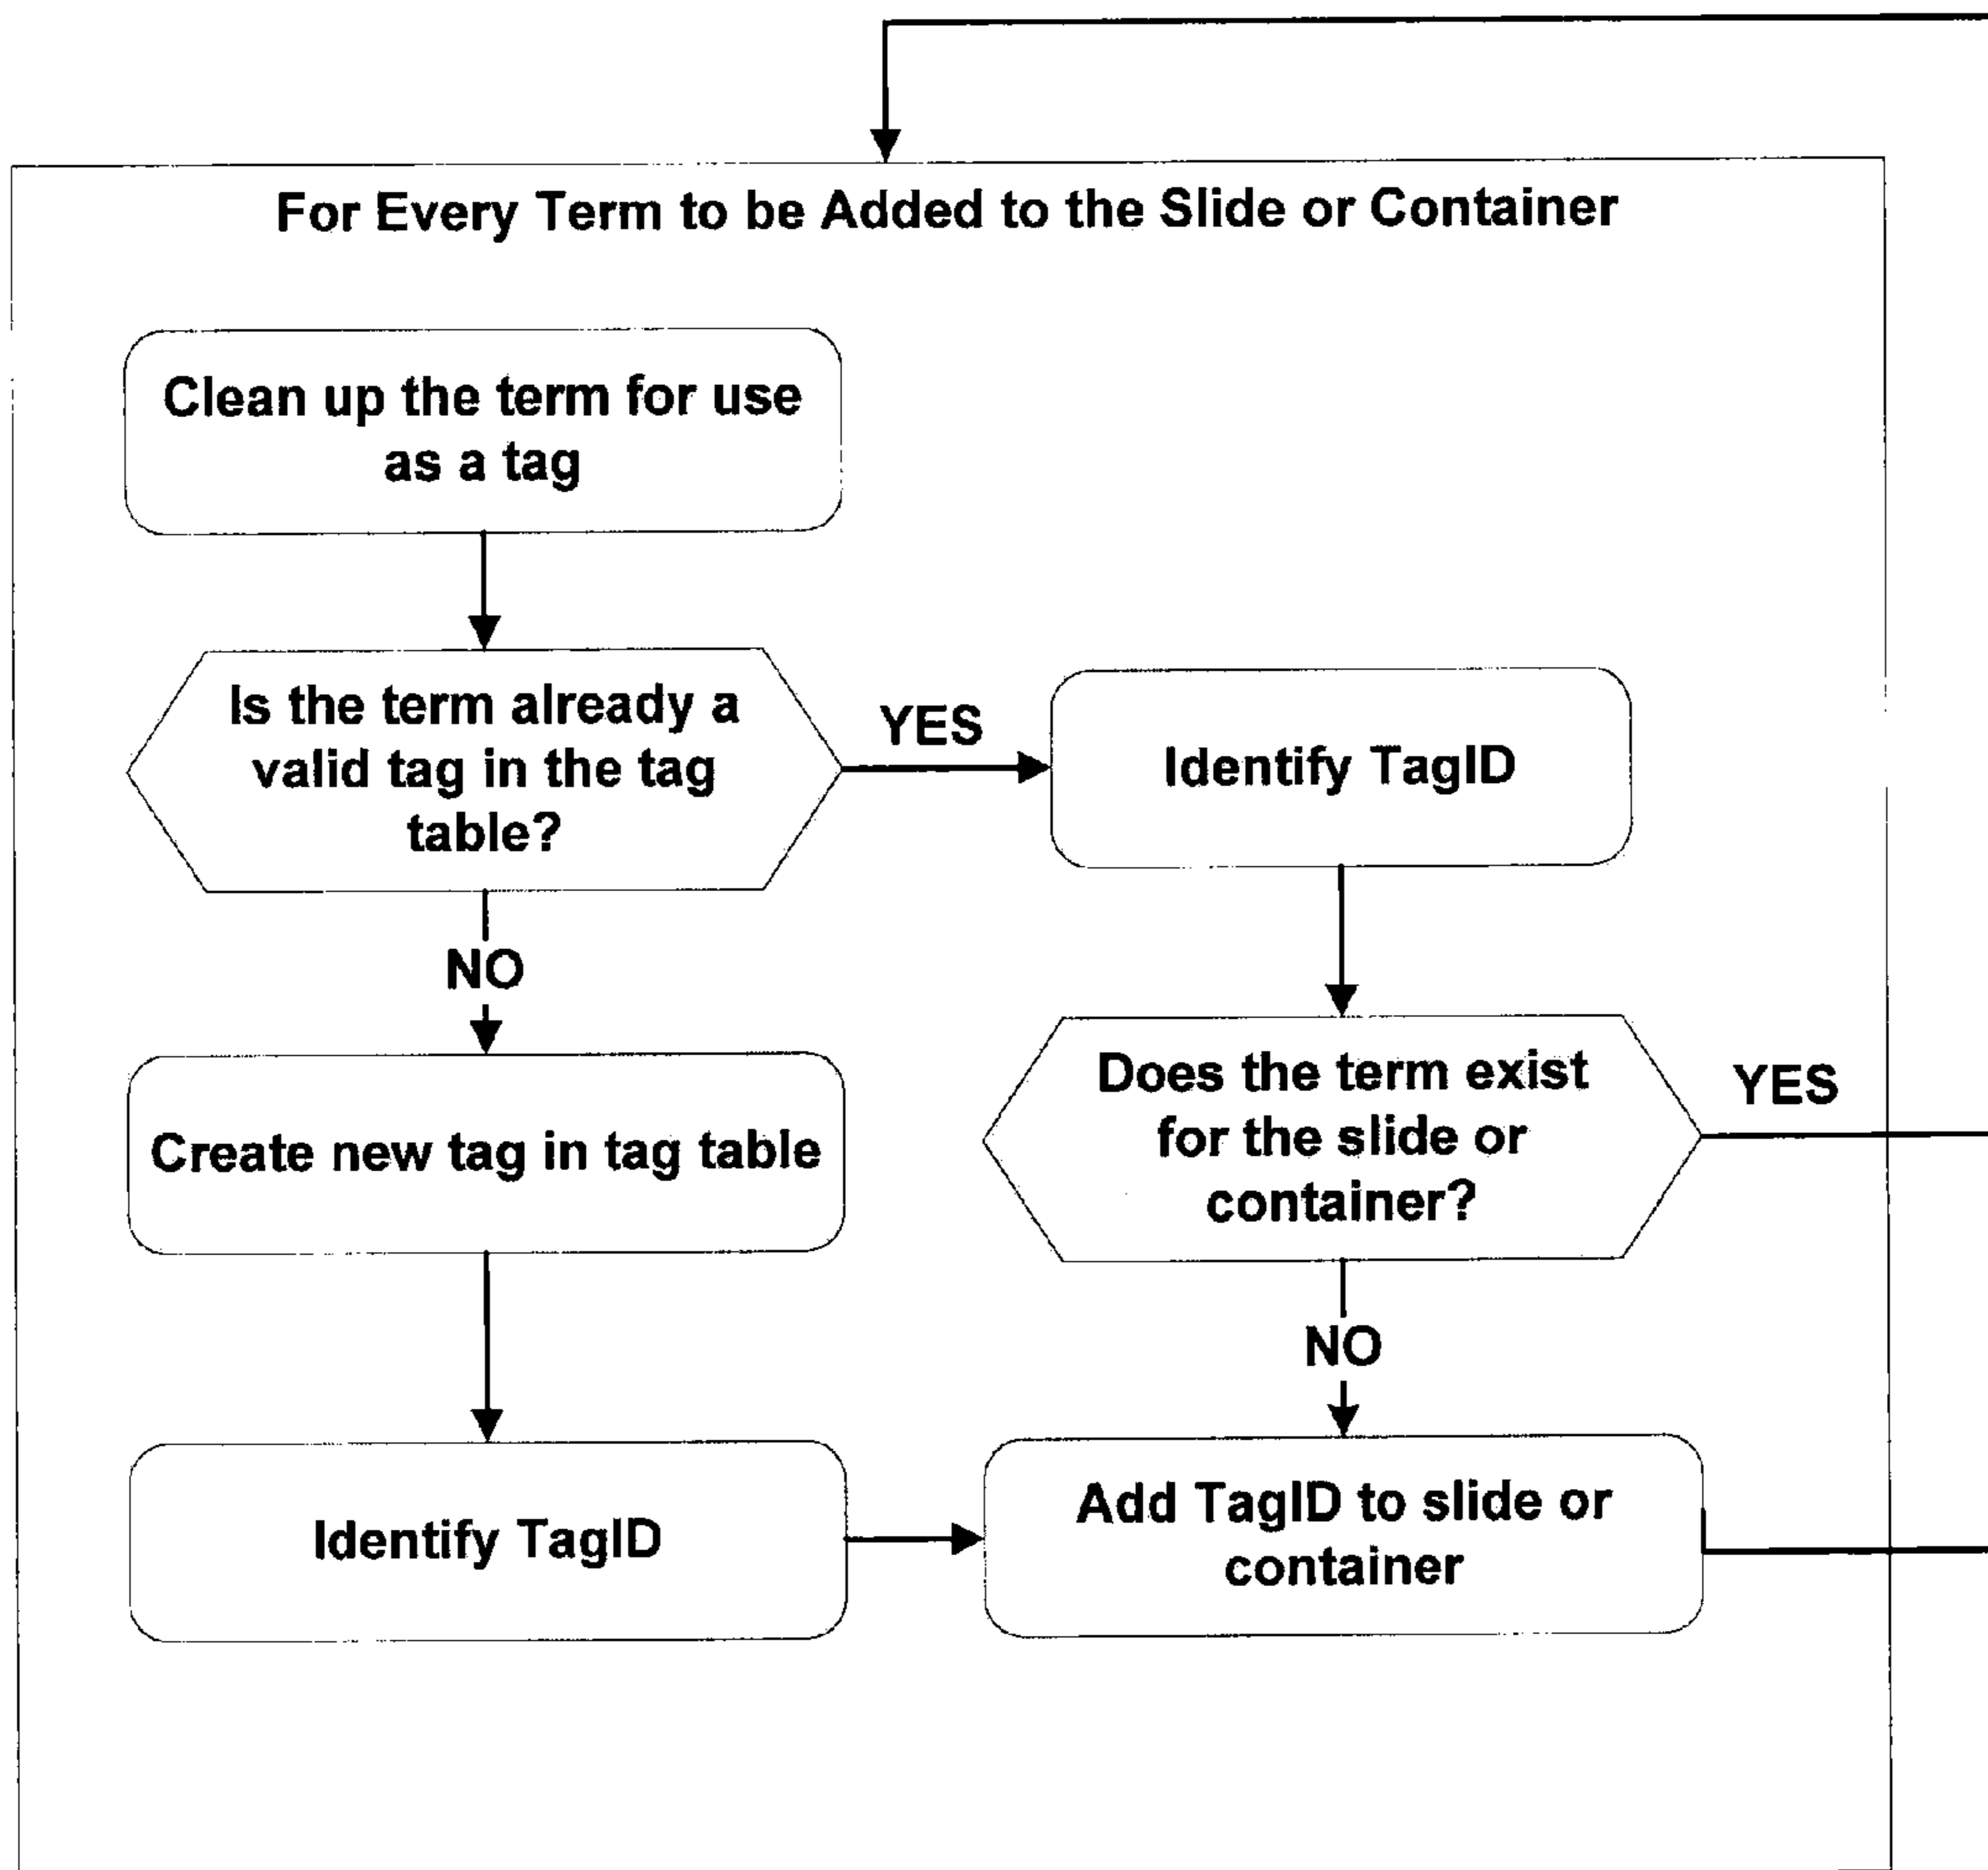 For Every Term to be Added to the Slide or Container
Clean up the term for use
as a tag
Is the term already a
valid tag in the tag
table?
YES
Identify TagID
NO
Does the term exist
for the slide or
container?
YES
Create new tag in tag table
NO
Identify TagID
Add TagID to slide or
container